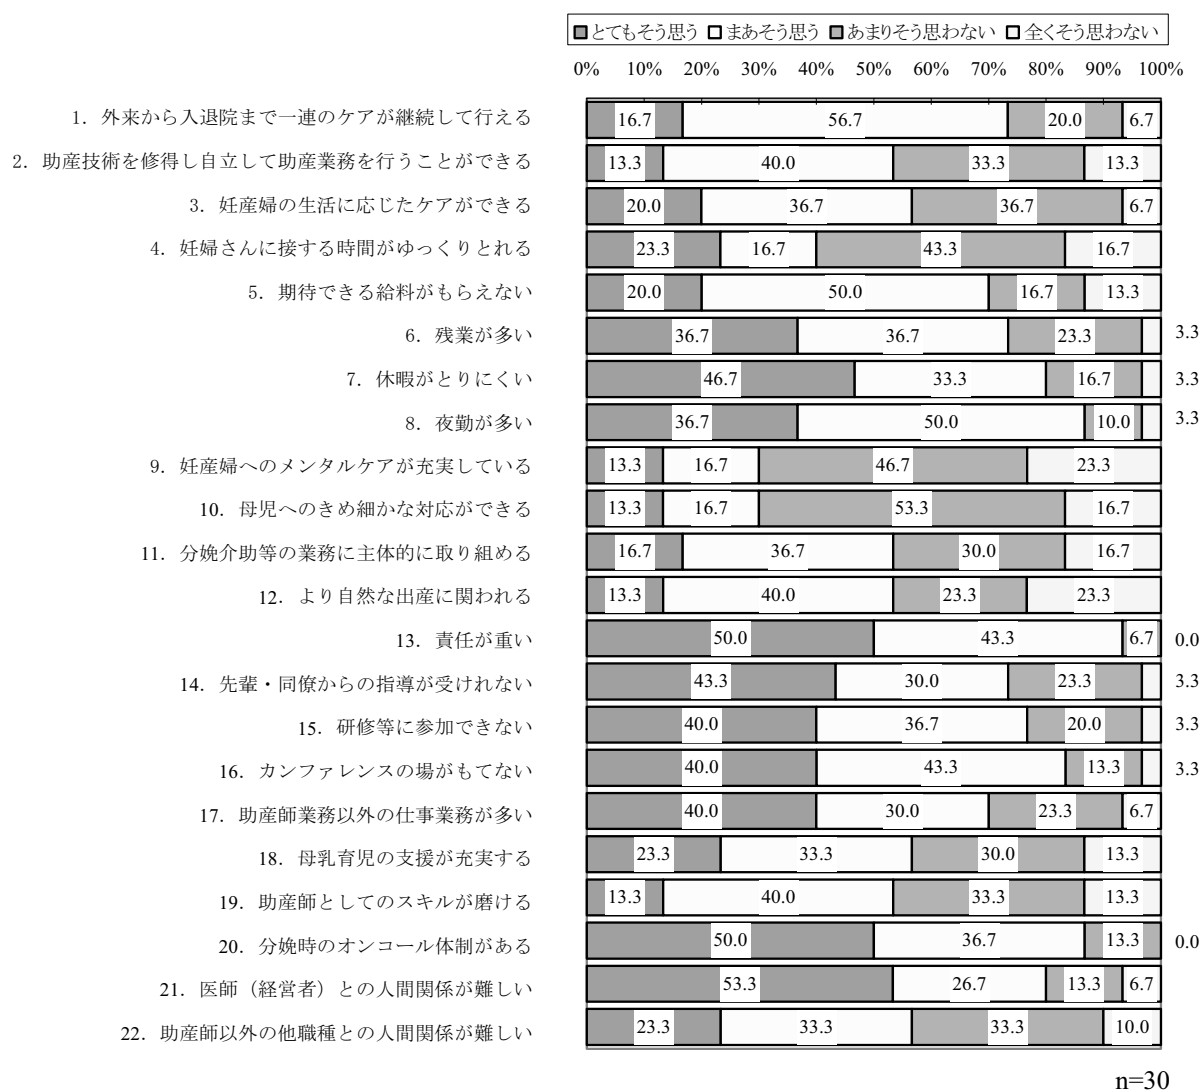 ■とてもそう思う □まあそう思う ■あまりそう思わない □全くそう思わない
0% 10% 20% 30% 40% 50% 60% 70% 80% 90% 100%
1. 外来から入退院まで一連のケアが継続して行える 16.7 56.7 20.0 6.7
2. 助産技術を修得し自立して助産業務を行うことができる 13.3 40.0 33.3 13.3
3. 妊産婦の生活に応じたケアができる 20.0 36.7 36.7 6.7
4. 妊婦さんに接する時間がゆっくりとれる 23.3 16.7 43.3 16.7
5. 期待できる給料がもらえない 20.0 50.0 16.7 13.3
6. 残業が多い 36.7 36.7 23.3 3.3
7. 休暇がとりにくい 46.7 33.3 16.7 3.3
8. 夜勤が多い 36.7 50.0 10.0 3.3
9. 妊産婦へのメンタルケアが充実している 13.3 16.7 46.7 23.3
10. 母児へのきめ細かな対応ができる 13.3 16.7 53.3 16.7
11. 分娩介助等の業務に主体的に取り組める 16.7 36.7 30.0 16.7
12. より自然な出産に関われる 13.3 40.0 23.3 23.3
13. 責任が重い 50.0 43.3 6.7 0.0
14. 先輩・同僚からの指導が受けれない 43.3 30.0 23.3 3.3
15. 研修等に参加できない 40.0 36.7 20.0 3.3
16. カンファレンスの場がもてない 40.0 43.3 13.3 3.3
17. 助産師業務以外の仕事業務が多い 40.0 30.0 23.3 6.7
18. 母乳育児の支援が充実する 23.3 33.3 30.0 13.3
19. 助産師としてのスキルが磨ける 13.3 40.0 33.3 13.3
20. 分娩時のオンコール体制がある 50.0 36.7 13.3 0.0
21. 医師（経営者）との人間関係が難しい 53.3 26.7 13.3 6.7
22. 助産師以外の他職種との人間関係が難しい 23.3 33.3 33.3 10.0
n=30